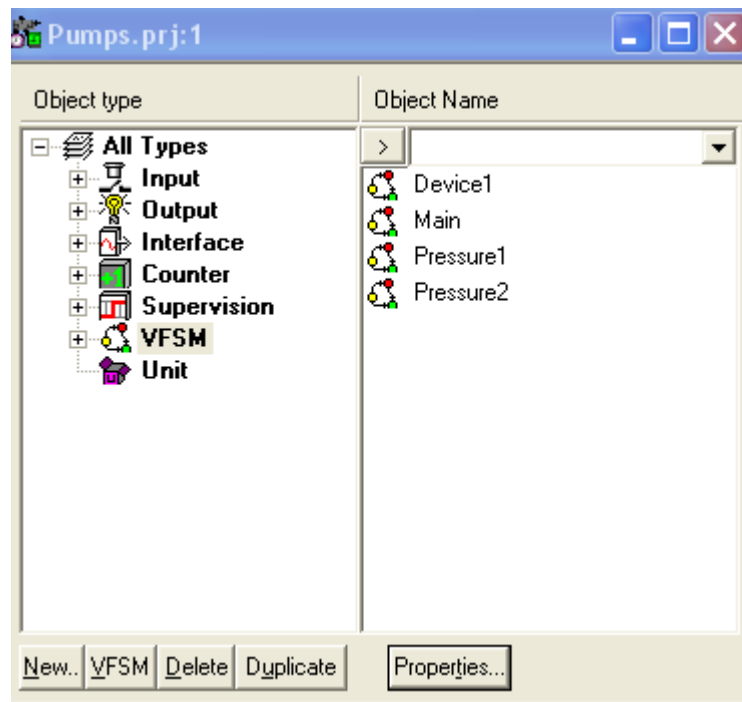 Pumps.prj:1
Object type Object Name
All Types >
Input Device1
Output Main
Interface Pressure1
Counter Pressure2
Supervision
VFSM
Unit
New.. VFSM Delete Duplicate Properties...